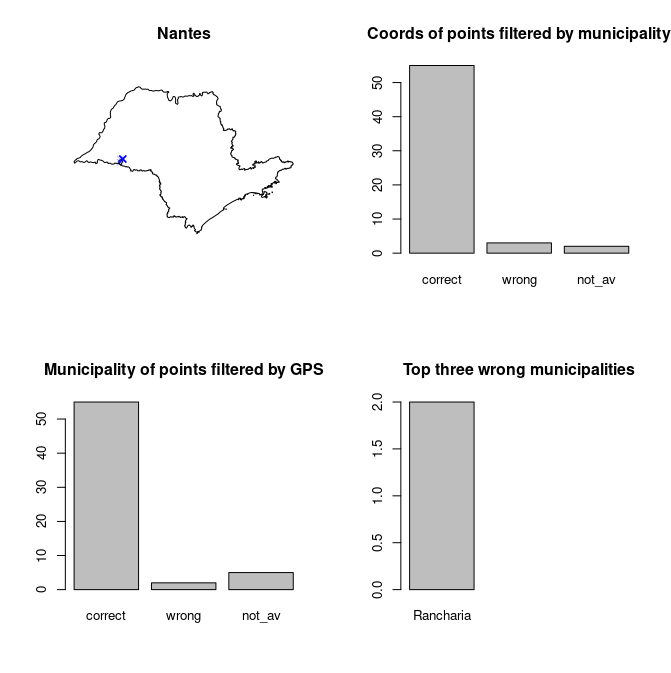 Nantes
Coords of points filtered by municipality
50
40
30
20
10
0
correct wrong not_av
Municipality of points filtered by GPS
50
40
30
20
10
0
correct wrong not_av
Top three wrong municipalities
2.0
1.5
1.0
0.5
0.0
Rancharia